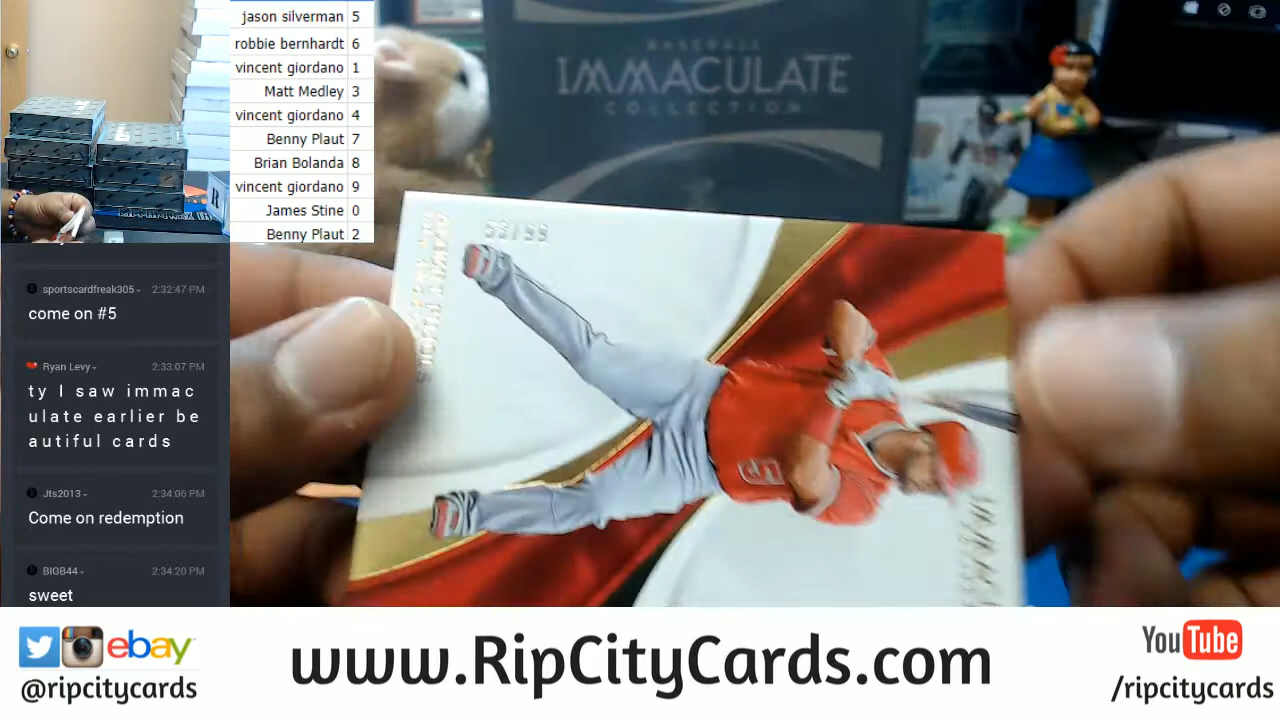 jason silverman 5
robbie bernhardt 6
vincent giordano 1
Matt Medley 3
vincent giordano 4
Benny Plaut 7
Brian Bolanda 8
vincent giordano 9
James Stine 0
Benny Plaut 2
BASEBALL
IMMACULATE
COLLECTION
sportscardfreak305 2:32:47 PM
come on #5
Ryan Levy 2:33:07 PM
ty I saw immac
ulate earlier be
autiful cards
Jts2013 2:34:06 PM
Come on redemption
BIGB44 2:34:20 PM
sweet
ebay
@ripcitycards
www.RipCityCards.com
YouTube
/ripcitycards